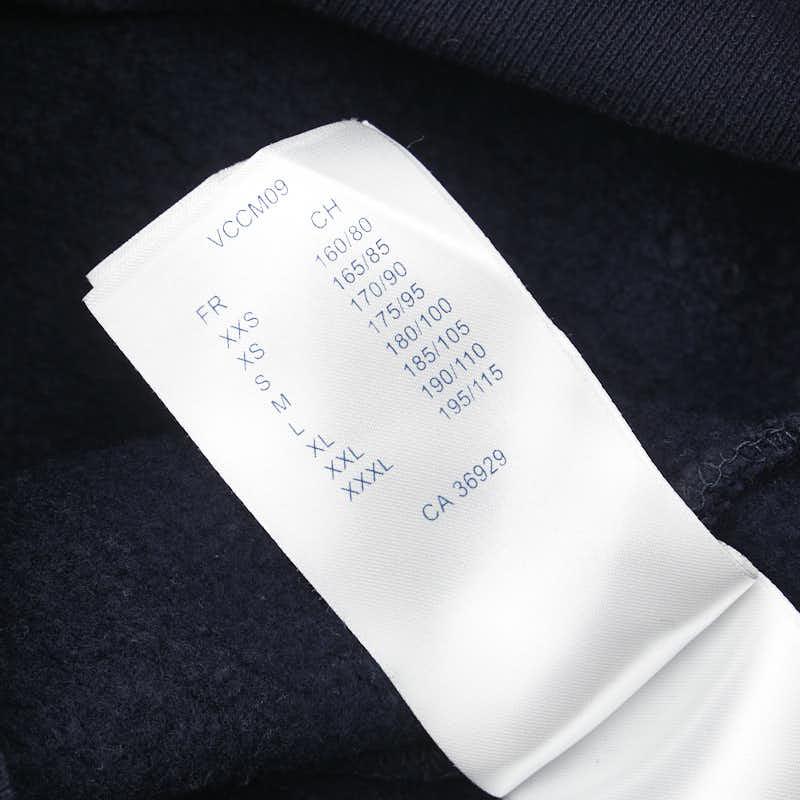 VCCM09
FR CH
XXS 160/80
XS 165/85
S 170/90
M 175/95
L 180/100
XL 185/105
XXL 190/110
XXXL 195/115
CA 36929